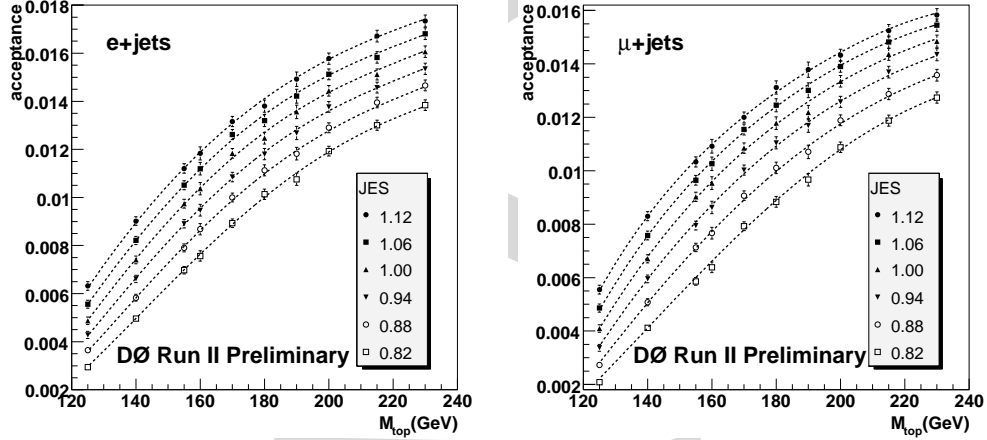 acceptance
0.018
0.016
0.014
0.012
0.01
0.008
0.006
0.004
0.002
e+jets
JES
1.12
1.06
1.00
0.94
0.88
0.82
DØ Run II Preliminary
120 140 160 180 200 220 240
M_top(GeV)
acceptance
0.016
0.014
0.012
0.01
0.008
0.006
0.004
0.002
μ+jets
JES
1.12
1.06
1.00
0.94
0.88
0.82
DØ Run II Preliminary
120 140 160 180 200 220 240
M_top(GeV)